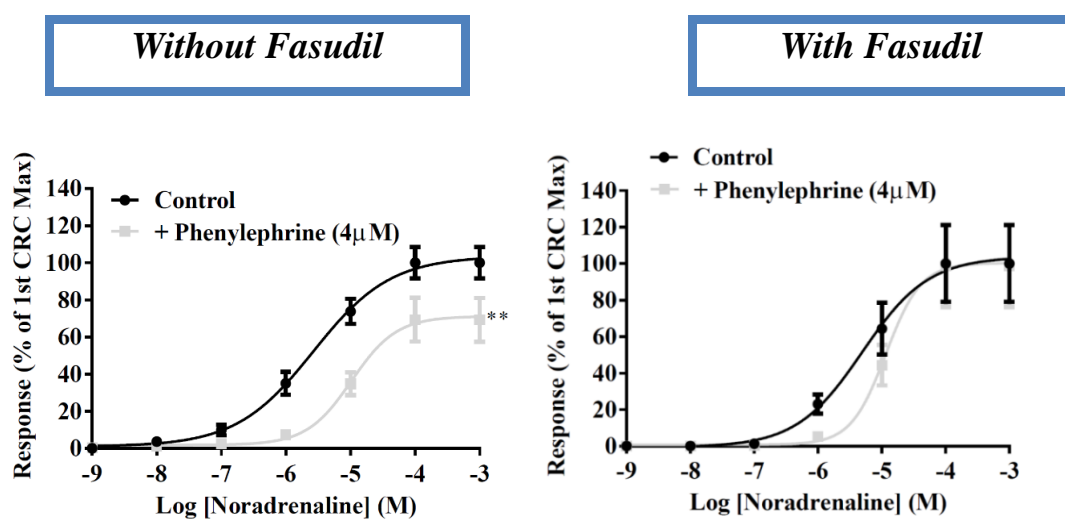 Without Fasudil
With Fasudil
Response (% of 1st CRC Max)
140
120
100
80
60
40
20
0
Control
+ Phenylephrine (4μM)
**
-9 -8 -7 -6 -5 -4 -3
Log [Noradrenaline] (M)
Response (% of 1st CRC Max)
Control
+ Phenylephrine (4μM)
140
120
100
80
60
40
20
0
-9 -8 -7 -6 -5 -4 -3
Log [Noradrenaline] (M)